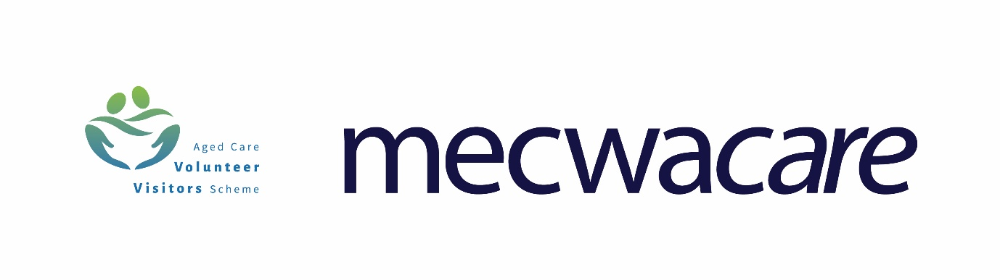 Aged Care
Volunteer
Visitors Scheme
mecwacare